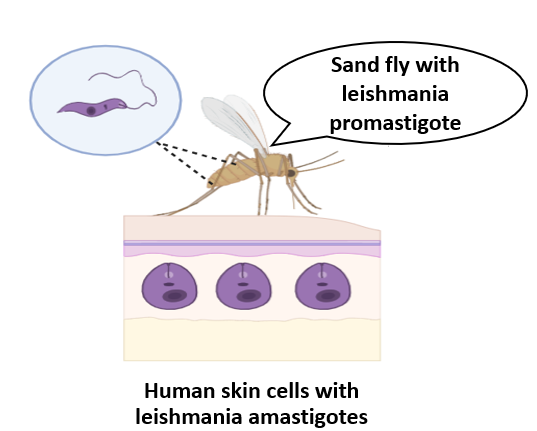 Sand fly with
leishmania
promastigote
Human skin cells with
leishmania amastigotes